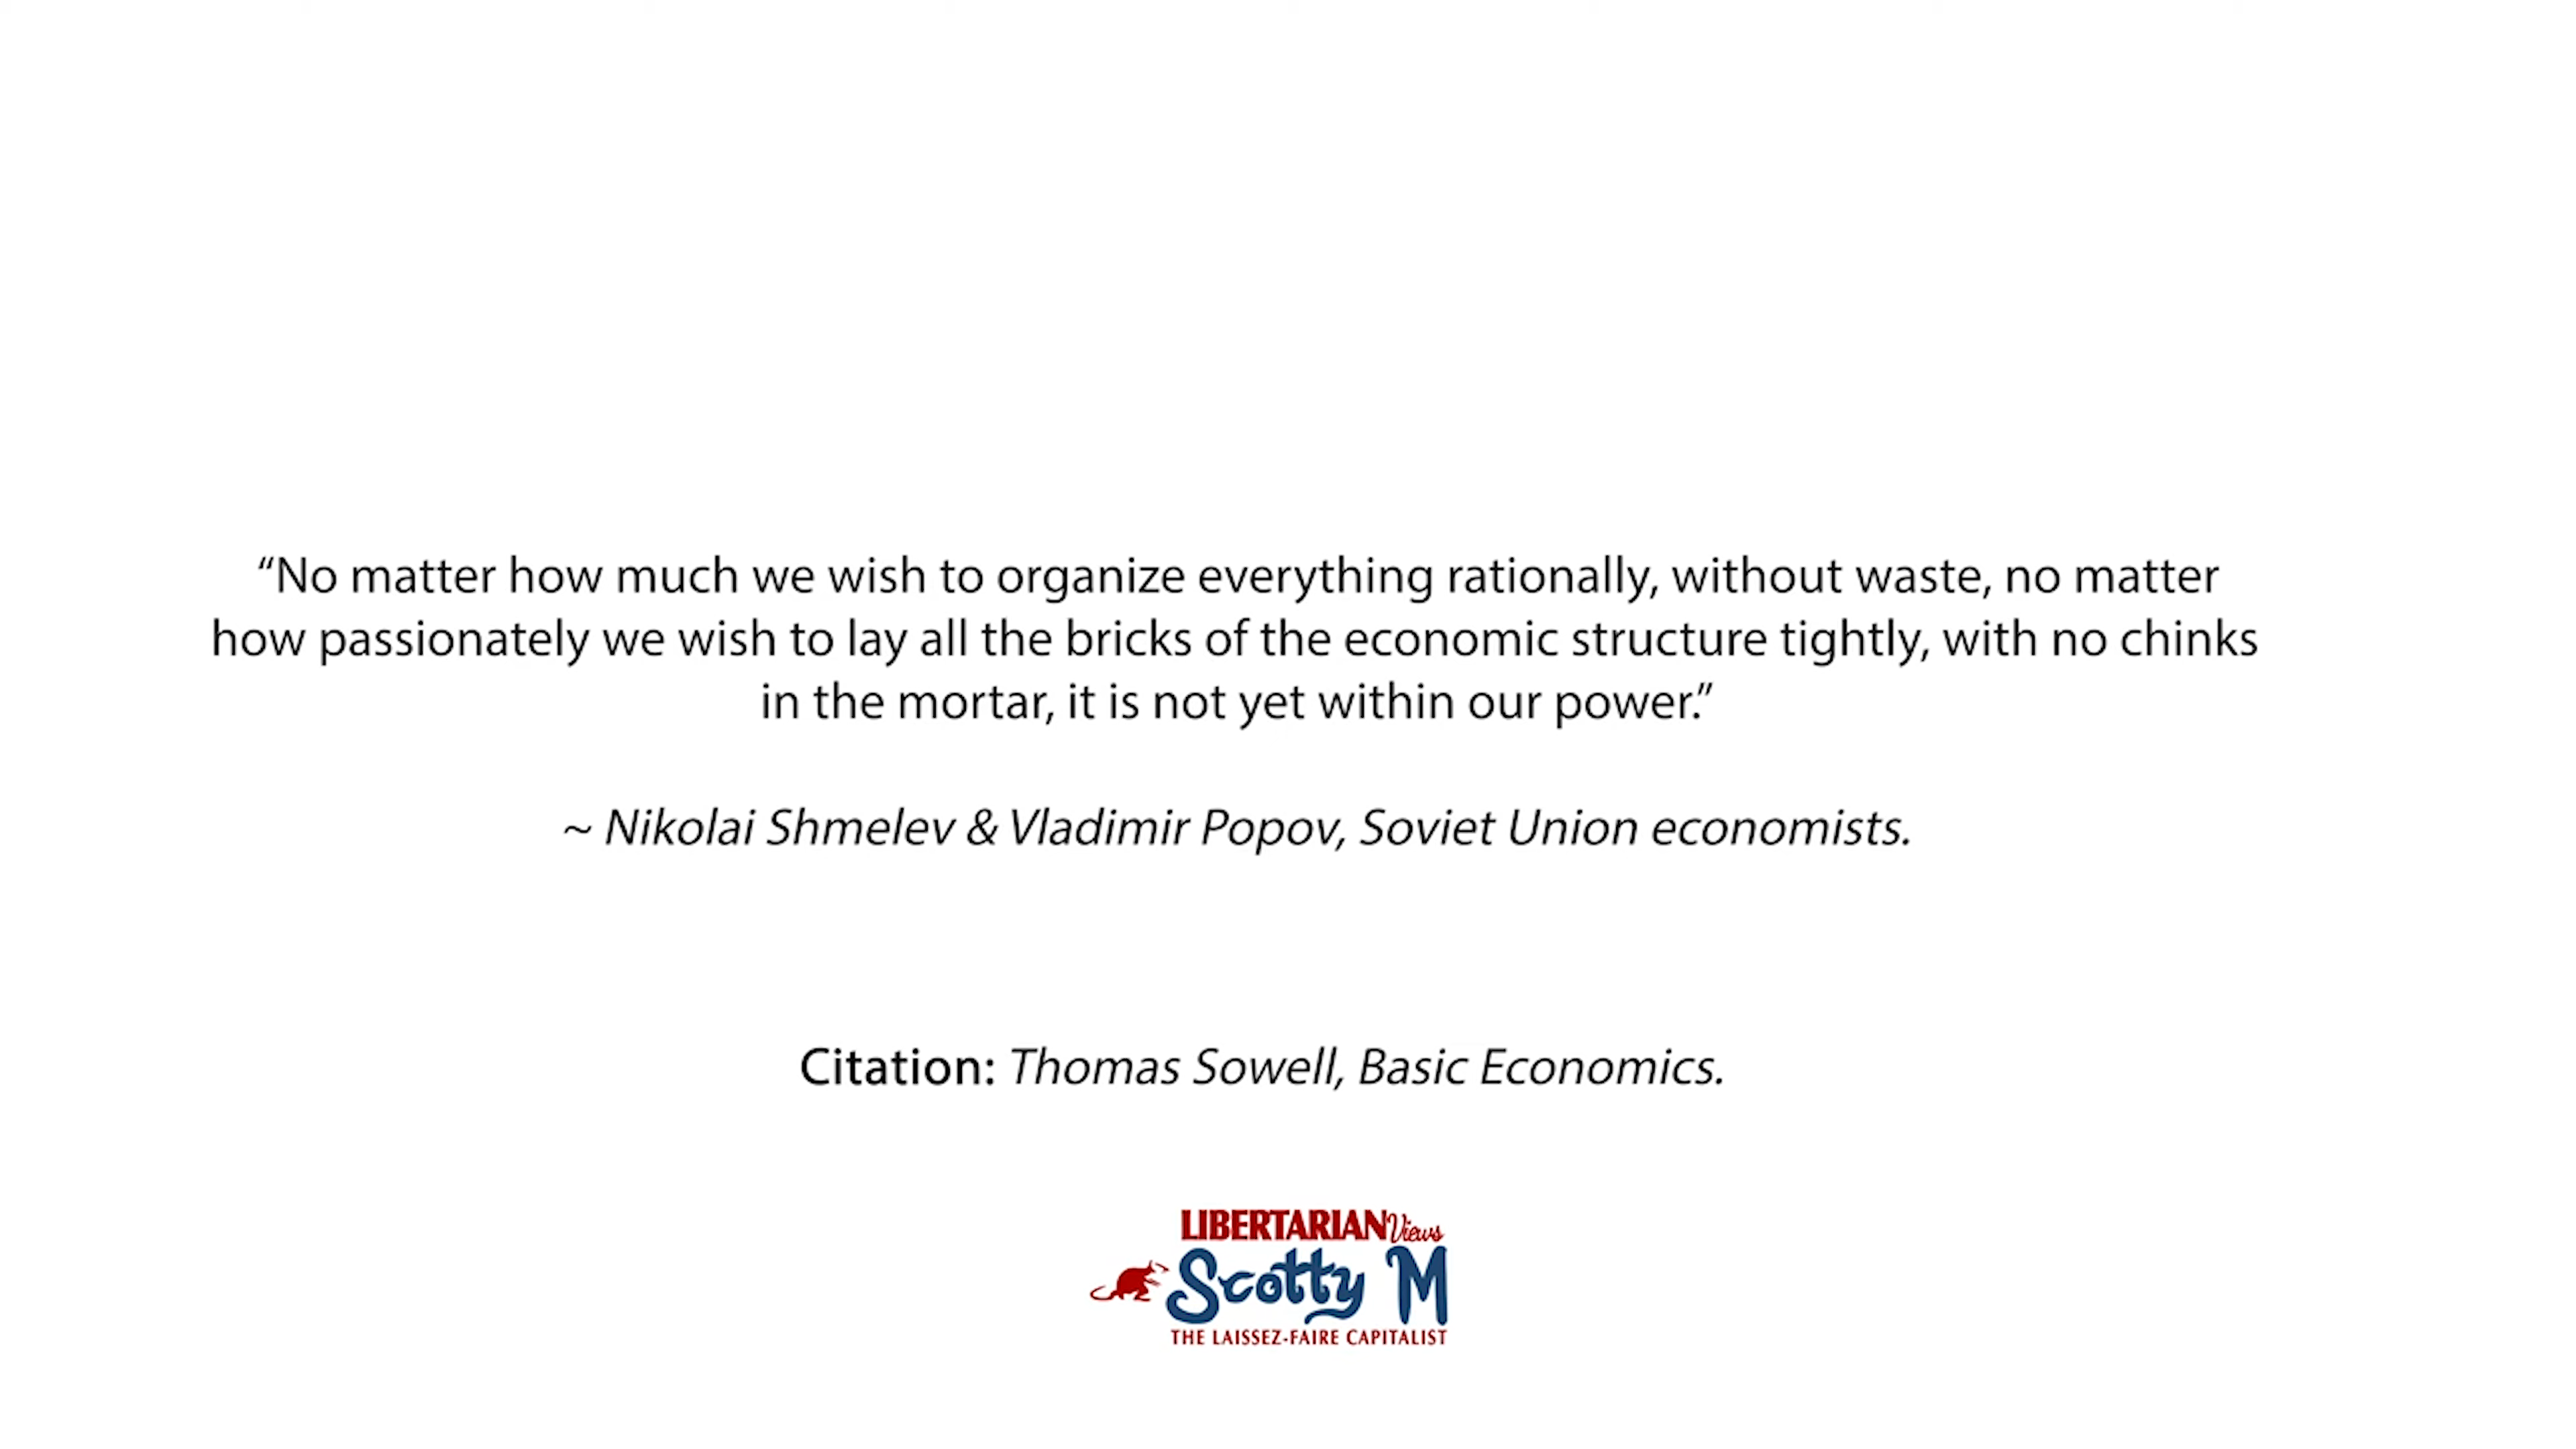 “No matter how much we wish to organize everything rationally, without waste, no matter
how passionately we wish to lay all the bricks of the economic structure tightly, with no chinks
in the mortar, it is not yet within our power.”
~ Nikolai Shmelev & Vladimir Popov, Soviet Union economists.
Citation: Thomas Sowell, Basic Economics.
LIBERTARIAN Views
Scotty M
THE LAISSEZ-FAIRE CAPITALIST